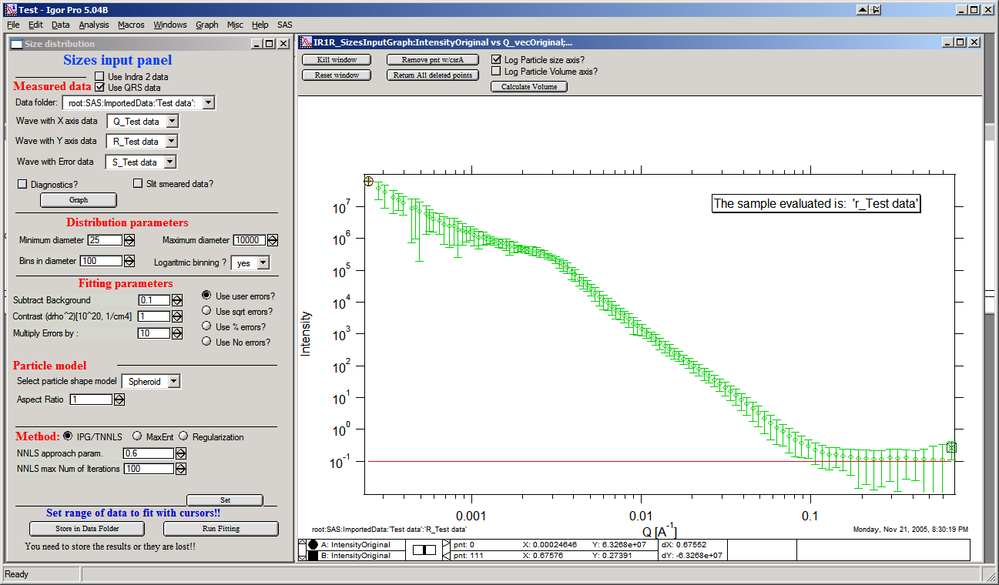 Test - Igor Pro 5.04B
File Edit Data Analysis Macros Windows Graph Misc Help SAS
Size distribution
Sizes input panel
Use Indra 2 data
Measured data Use QRS data
Data folder: root:SAS:ImportedData:'Test data':
Wave with X axis data Q_Test data
Wave with Y axis data R_Test data
Wave with Error data S_Test data
Diagnostics? Slit smeared data?
Graph
Distribution parameters
Minimum diameter 25 Maximum diameter 10000
Bins in diameter 100 Logaritmic binning ? yes
Fitting parameters
Subtract Background 0.1
Contrast (drho^2)[10^20, 1/cm4] 1
Multiply Errors by : 10
Use user errors?
Use sqrt errors?
Use % errors?
Use No errors?
Particle model
Select particle shape model Spheroid
Aspect Ratio 1
Method: IPG/TNNLS MaxEnt Regularization
NNLS approach param. 0.6
NNLS max Num of Iterations 100
Set
Set range of data to fit with cursors!!
Store in Data Folder Run Fitting
You need to store the results or they are lost!!
IR1R_SizesInputGraph:IntensityOriginal vs Q_vecOriginal;...
Kill window Remove pnt w/csrA Log Particle size axis?
Reset window Return All deleted points Log Particle Volume axis?
Calculate Volume
The sample evaluated is: 'r_Test data'
10^7
10^6
10^5
10^4
10^3
10^2
10^1
10^0
10^-1
Intensity
0.001 0.01 0.1
Q [A^-1]
root:SAS:ImportedData:'Test data':'R_Test data'
Monday, Nov 21, 2005, 8:30:19 PM
A: IntensityOriginal pnt: 0 X: 0.00024646 Y: 6.3268e+07 dX: 0.67552
B: IntensityOriginal pnt: 111 X: 0.67576 Y: 0.27391 dY: -6.3268e+07
Ready